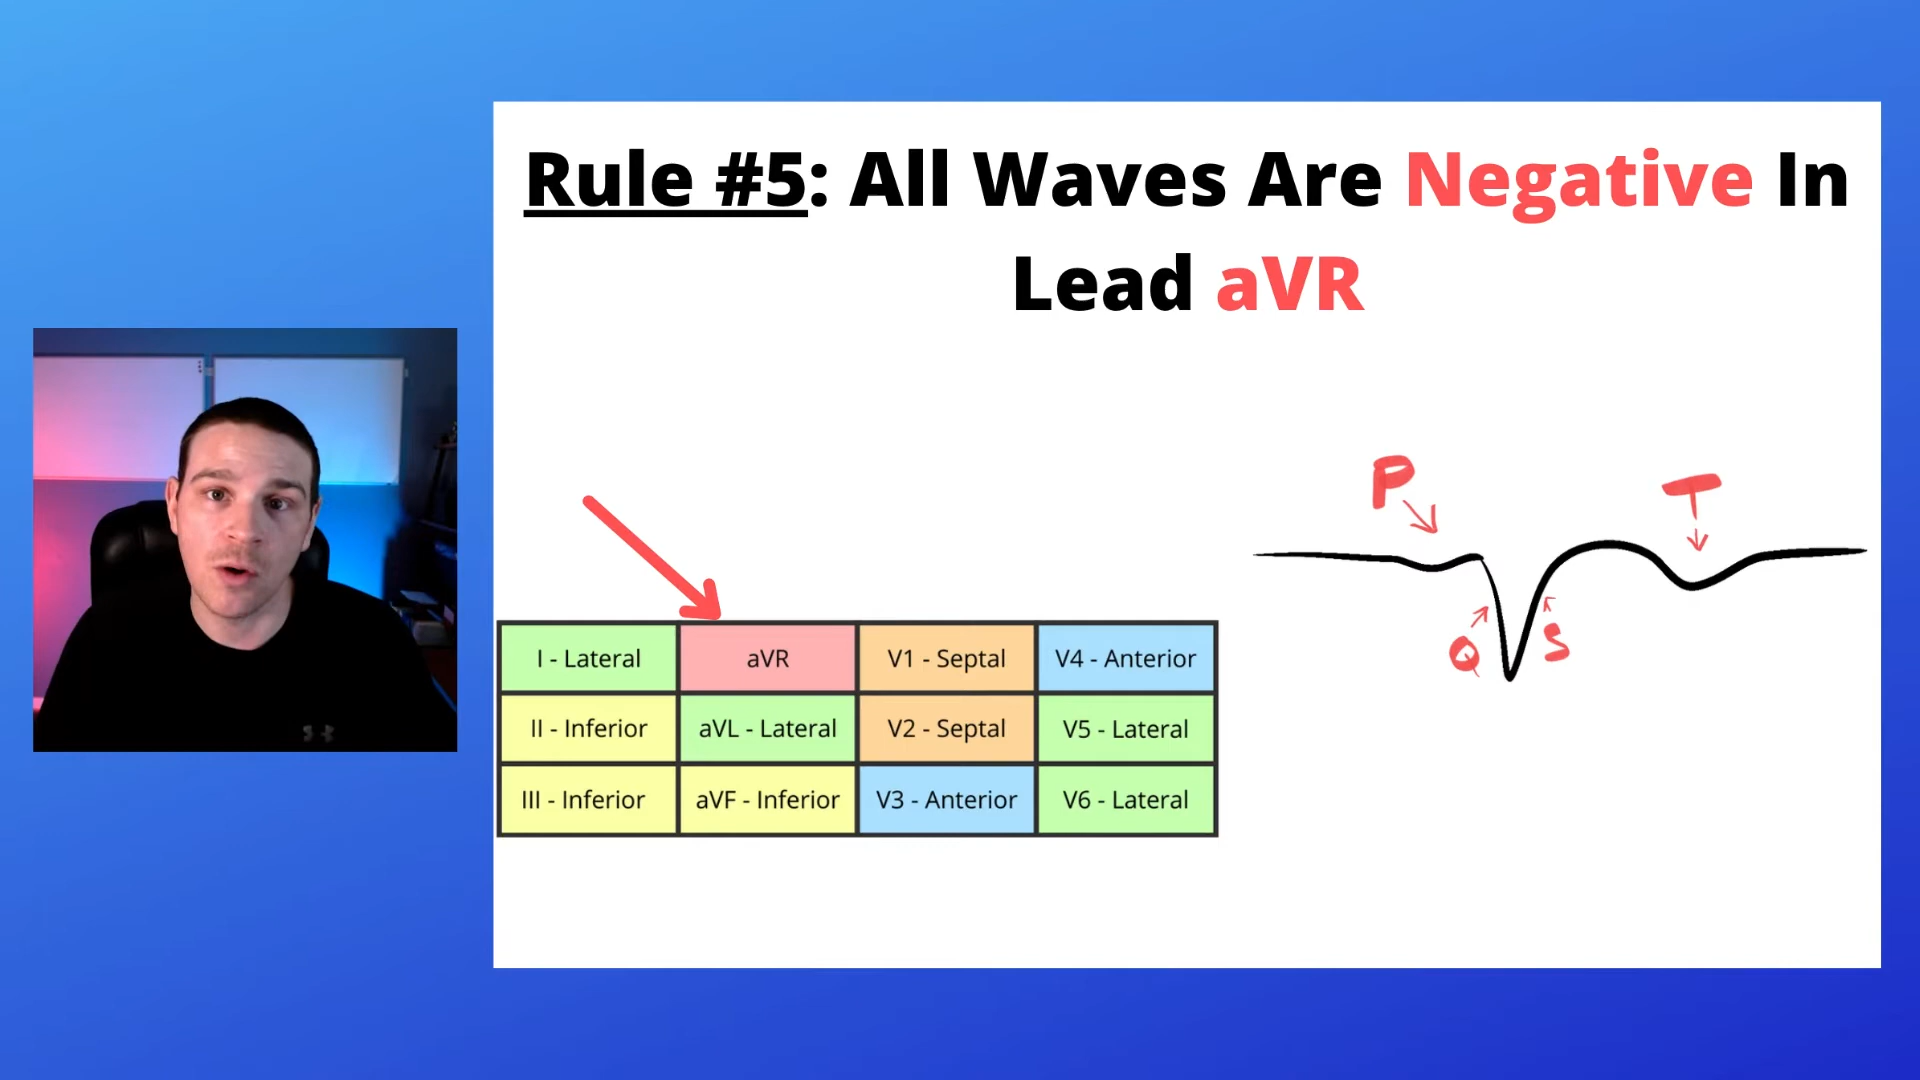 Rule #5: All Waves Are Negative In
Lead aVR
P
T
Q
S
I - Lateral
aVR
V1 - Septal
V4 - Anterior
II - Inferior
aVL - Lateral
V2 - Septal
V5 - Lateral
III - Inferior
aVF - Inferior
V3 - Anterior
V6 - Lateral